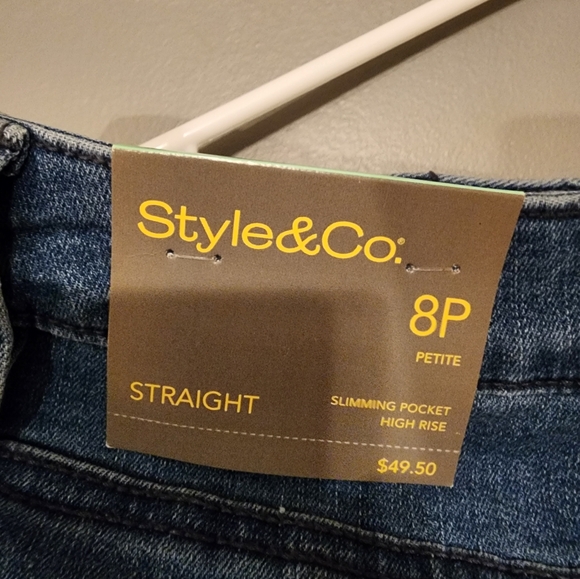 Style&Co®
8P
PETITE
STRAIGHT
SLIMMING POCKET
HIGH RISE
$49.50